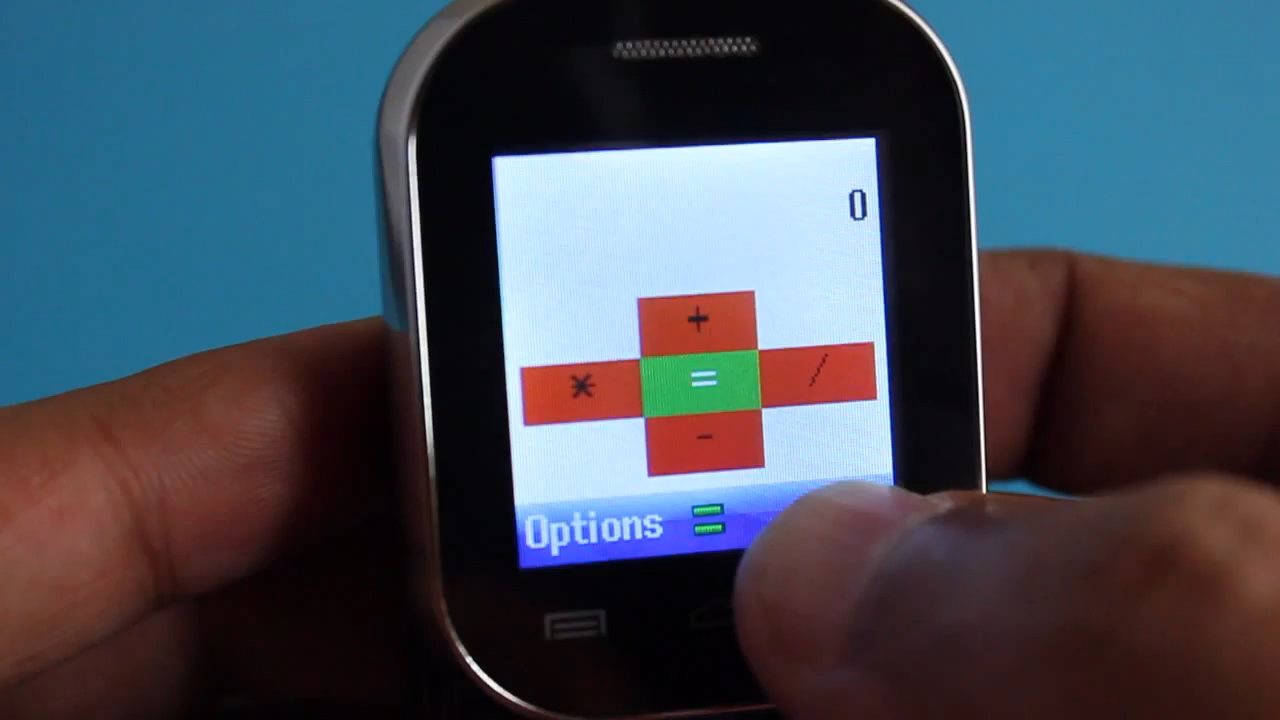 0
+
* = /
-
Options =